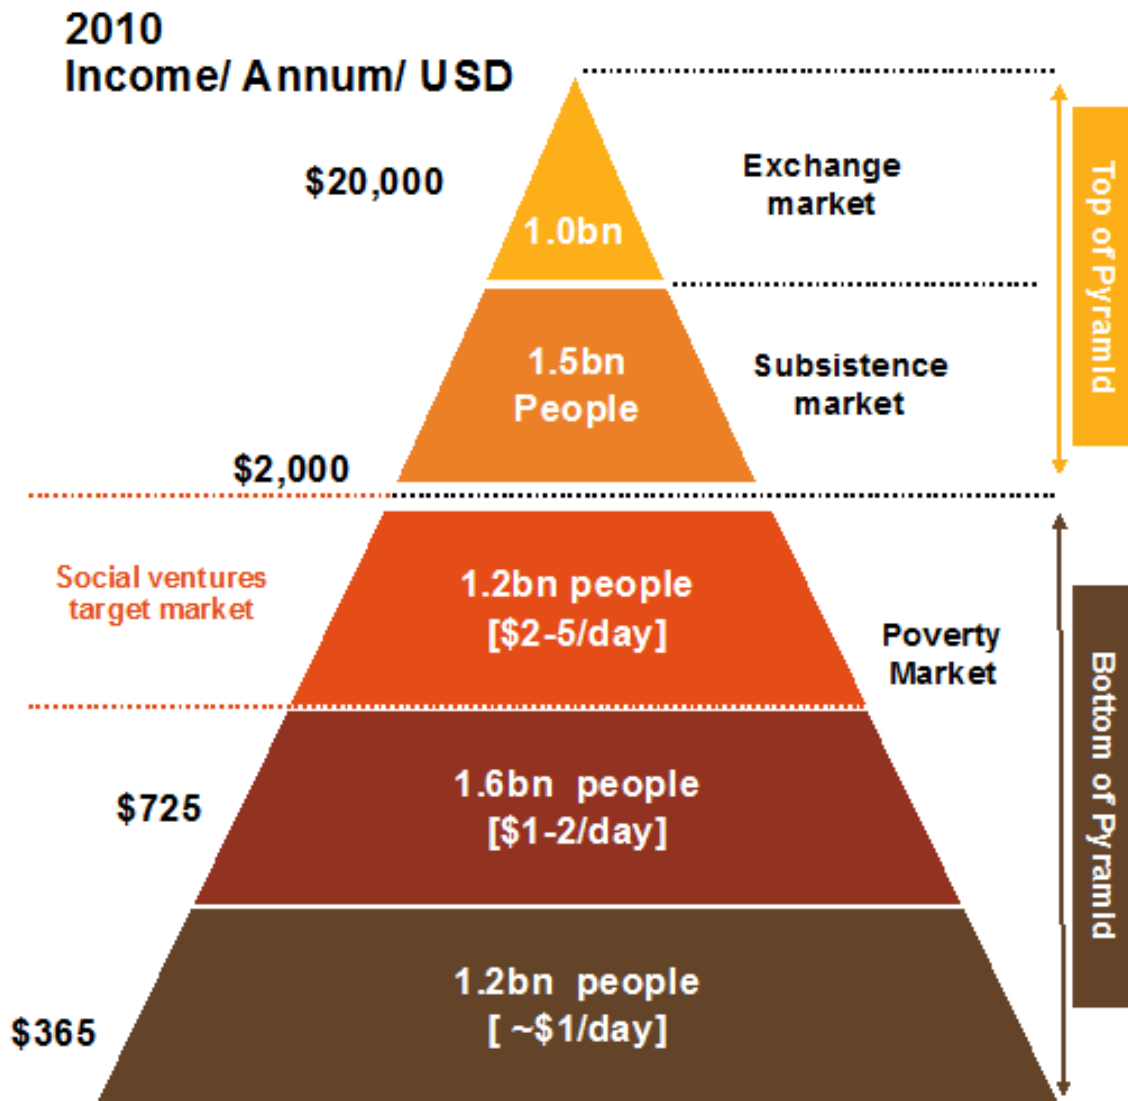 2010
Income/ Annum/ USD
$20,000
Exchange
market
1.0bn
Top of Pyramid
1.5bn
People
Subsistence
market
$2,000
Social ventures
target market
1.2bn people
[$2-5/day]
Poverty
Market
Bottom of Pyramid
$725
1.6bn people
[$1-2/day]
1.2bn people
[ ~$1/day]
$365